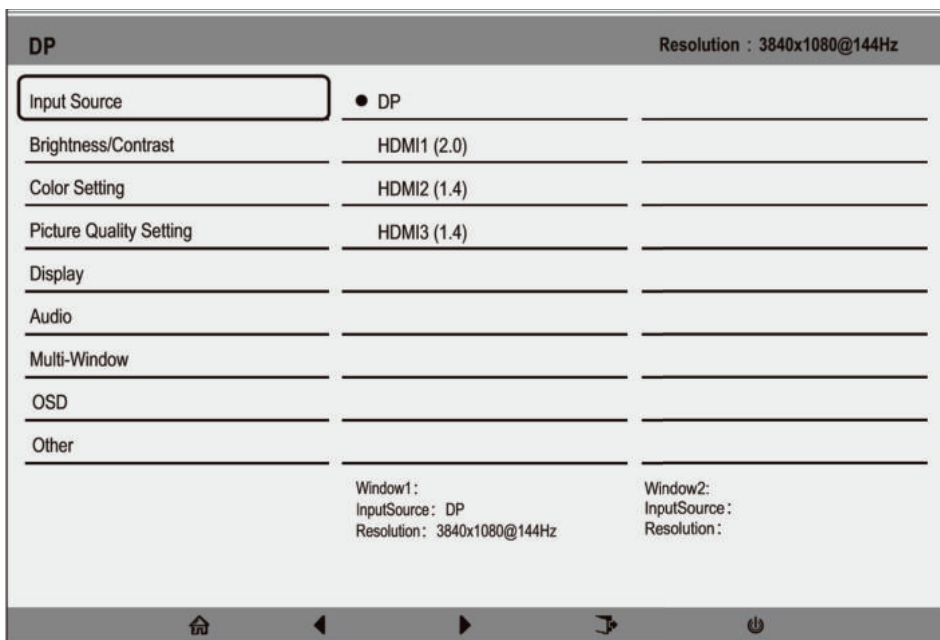 DP Resolution : 3840x1080@144Hz
Input Source ● DP
Brightness/Contrast HDMI1 (2.0)
Color Setting HDMI2 (1.4)
Picture Quality Setting HDMI3 (1.4)
Display
Audio
Multi-Window
OSD
Other
Window1:
InputSource: DP
Resolution: 3840x1080@144Hz
Window2:
InputSource:
Resolution: